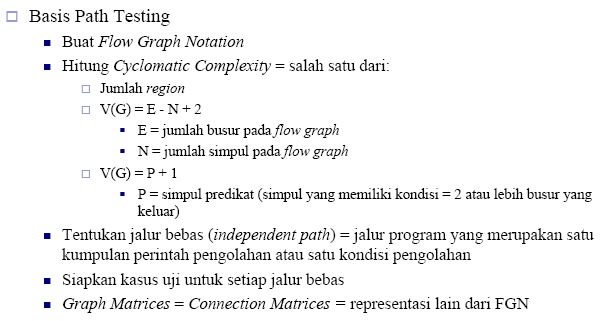 Basis Path Testing
Buat Flow Graph Notation
Hitung Cyclomatic Complexity = salah satu dari:
Jumlah region
V(G) = E - N + 2
E = jumlah busur pada flow graph
N = jumlah simpul pada flow graph
V(G) = P + 1
P = simpul predikat (simpul yang memiliki kondisi = 2 atau lebih busur yang
keluar)
Tentukan jalur bebas (independent path) = jalur program yang merupakan satu
kumpulan perintah pengolahan atau satu kondisi pengolahan
Siapkan kasus uji untuk setiap jalur bebas
Graph Matrices = Connection Matrices = representasi lain dari FGN